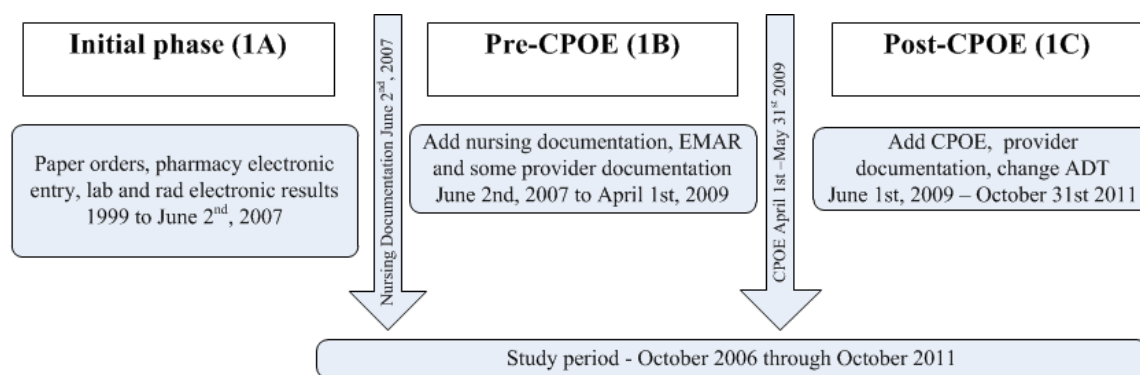 Initial phase (1A)
Pre-CPOE (1B)
Post-CPOE (1C)
Paper orders, pharmacy electronic
entry, lab and rad electronic results
1999 to June 2nd, 2007
Nursing Documentation June 2nd, 2007
Add nursing documentation, EMAR
and some provider documentation
June 2nd, 2007 to April 1st, 2009
CPOE April 1st –May 31st 2009
Add CPOE, provider
documentation, change ADT
June 1st, 2009 – October 31st 2011
Study period - October 2006 through October 2011